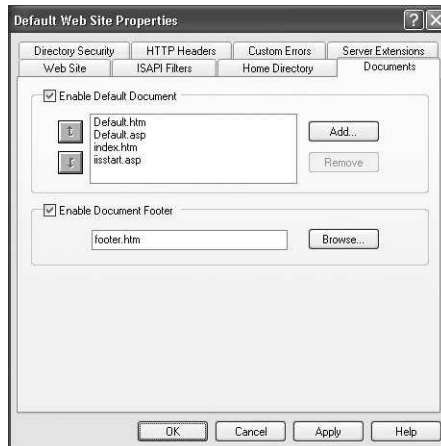 Default Web Site Properties
Directory Security HTTP Headers Custom Errors Server Extensions
Web Site ISAPI Filters Home Directory Documents
Enable Default Document
Default.htm
Default.asp
index.htm
iisstart.asp
Add...
Remove
Enable Document Footer
footer.htm
Browse...
OK Cancel Apply Help